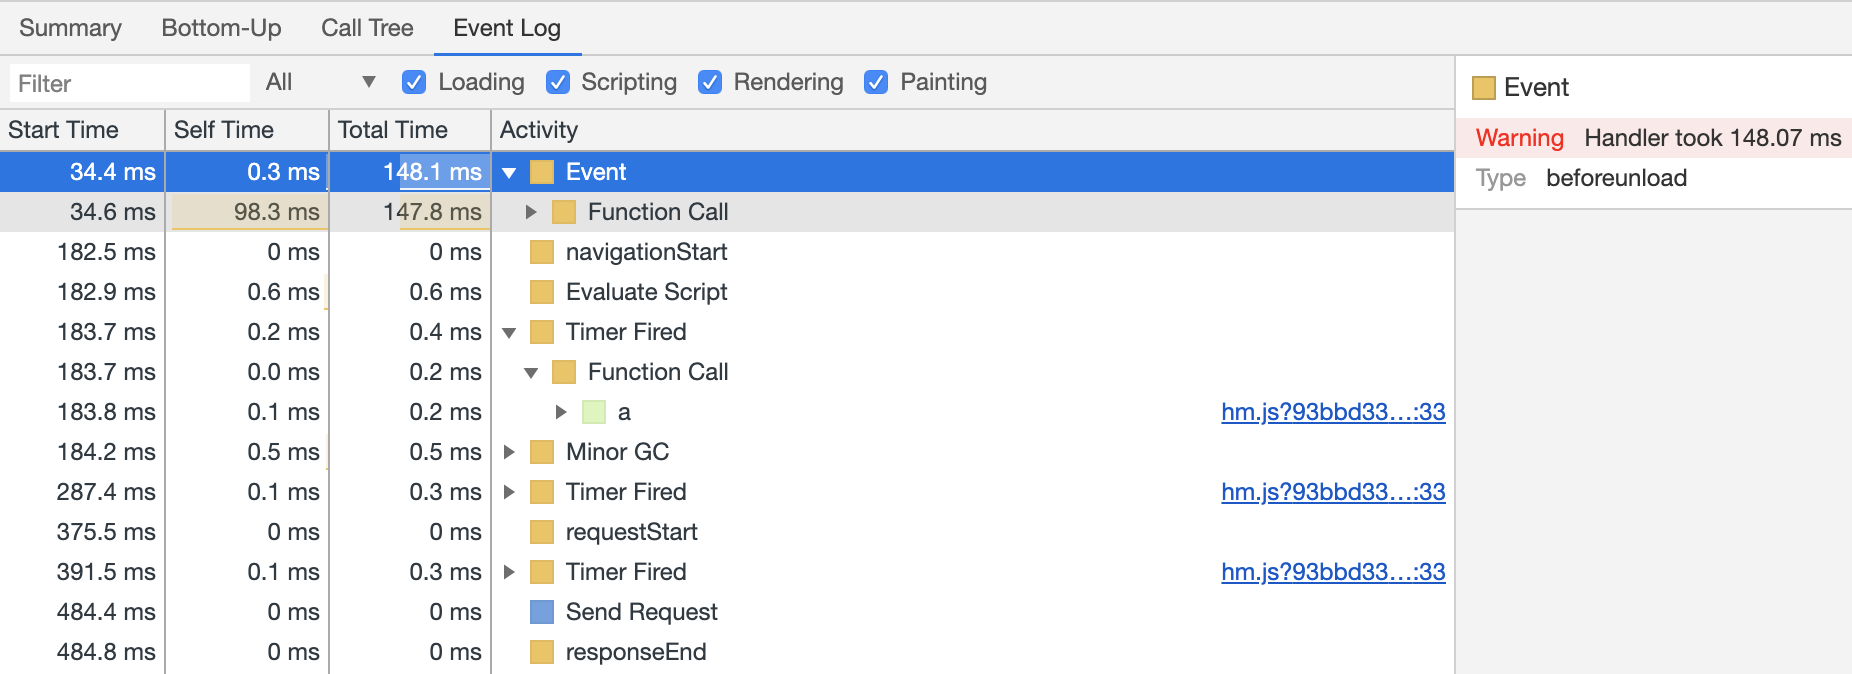 Summary Bottom-Up Call Tree Event Log
Filter All Loading Scripting Rendering Painting
Start Time Self Time Total Time Activity
34.4 ms 0.3 ms 148.1 ms Event
34.6 ms 98.3 ms 147.8 ms Function Call
182.5 ms 0 ms 0 ms navigationStart
182.9 ms 0.6 ms 0.6 ms Evaluate Script
183.7 ms 0.2 ms 0.4 ms Timer Fired
183.7 ms 0.0 ms 0.2 ms Function Call
183.8 ms 0.1 ms 0.2 ms a hm.js?93bbd33…:33
184.2 ms 0.5 ms 0.5 ms Minor GC
287.4 ms 0.1 ms 0.3 ms Timer Fired hm.js?93bbd33…:33
375.5 ms 0 ms 0 ms requestStart
391.5 ms 0.1 ms 0.3 ms Timer Fired hm.js?93bbd33…:33
484.4 ms 0 ms 0 ms Send Request
484.8 ms 0 ms 0 ms responseEnd
Event
Warning Handler took 148.07 ms
Type beforeunload